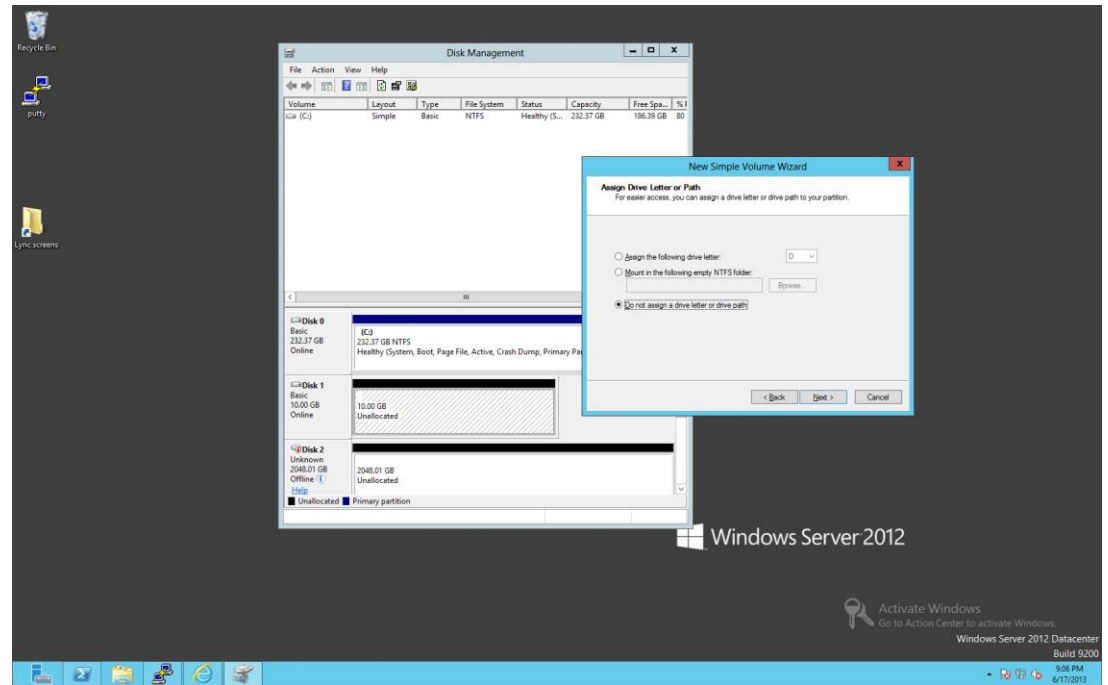 Recycle Bin
putty
Lync screens
Disk Management
File Action View Help
Volume Layout Type File System Status Capacity Free Spa... % F
(C:) Simple Basic NTFS Healthy (S... 232.37 GB 186.39 GB 80
New Simple Volume Wizard
Assign Drive Letter or Path
For easier access, you can assign a drive letter or drive path to your partition.
Assign the following drive letter: D
Mount in the following empty NTFS folder:
Browse...
Do not assign a drive letter or drive path
< Back Next > Cancel
Disk 0
Basic
232.37 GB
Online
(C:)
232.37 GB NTFS
Healthy (System, Boot, Page File, Active, Crash Dump, Primary Pa
Disk 1
Basic
10.00 GB
Online
10.00 GB
Unallocated
Disk 2
Unknown
2048.01 GB
Offline
Help
2048.01 GB
Unallocated
Unallocated Primary partition
Windows Server 2012
Activate Windows
Go to Action Center to activate Windows.
Windows Server 2012 Datacenter
Build 9200
9:06 PM
6/17/2013